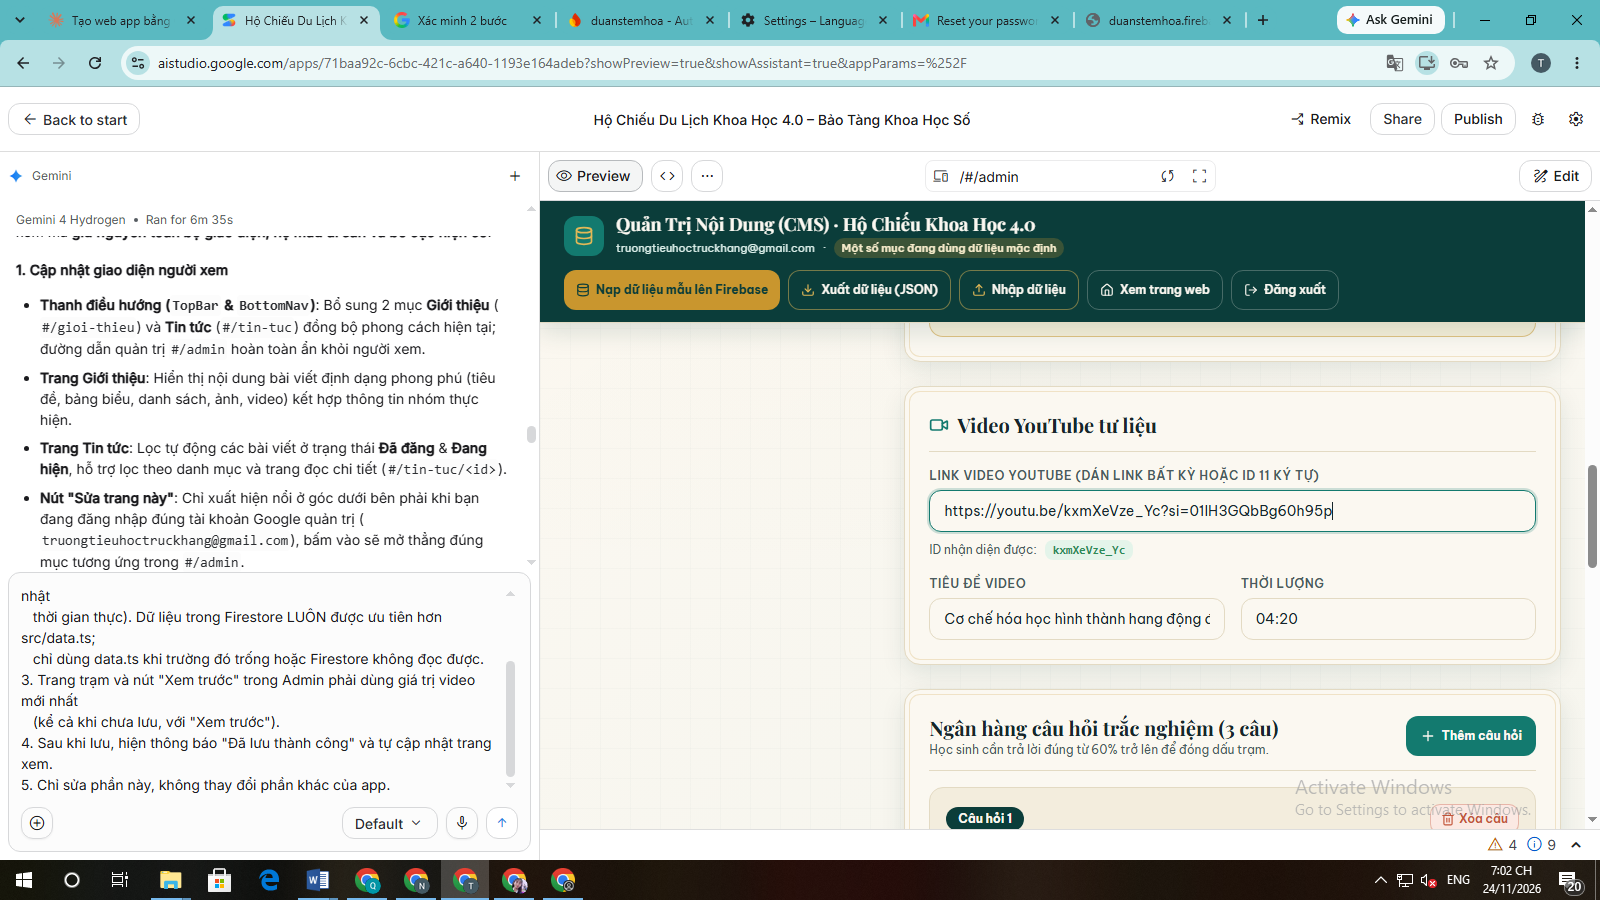 Tạo web app bằng
Hộ Chiếu Du Lịch K
Xác minh 2 bước
duanstemhoa - Aut
Settings – Languag
Reset your passwo
duanstemhoa.fireb
Ask Gemini
aistudio.google.com/apps/71baa92c-6cbc-421c-a640-1193e164adeb?showPreview=true&showAssistant=true&appParams=%252F
T
Back to start
Hộ Chiếu Du Lịch Khoa Học 4.0 – Bảo Tàng Khoa Học Số
Remix
Share
Publish
Gemini
Preview
/#/admin
Edit
Gemini 4 Hydrogen • Ran for 6m 35s
1. Cập nhật giao diện người xem
• Thanh điều hướng (TopBar & BottomNav): Bổ sung 2 mục Giới thiệu (
#/gioi-thieu) và Tin tức (#/tin-tuc) đồng bộ phong cách hiện tại;
đường dẫn quản trị #/admin hoàn toàn ẩn khỏi người xem.
• Trang Giới thiệu: Hiển thị nội dung bài viết định dạng phong phú (tiêu
đề, bảng biểu, danh sách, ảnh, video) kết hợp thông tin nhóm thực
hiện.
• Trang Tin tức: Lọc tự động các bài viết ở trạng thái Đã đăng & Đang
hiện, hỗ trợ lọc theo danh mục và trang đọc chi tiết (#/tin-tuc/<id>).
• Nút "Sửa trang này": Chỉ xuất hiện nổi ở góc dưới bên phải khi bạn
đang đăng nhập đúng tài khoản Google quản trị (
truongtieuhoctruckhang@gmail.com), bấm vào sẽ mở thẳng đúng
mục tương ứng trong #/admin.
nhật
thời gian thực). Dữ liệu trong Firestore LUÔN được ưu tiên hơn
src/data.ts;
chỉ dùng data.ts khi trường đó trống hoặc Firestore không đọc được.
3. Trang trạm và nút "Xem trước" trong Admin phải dùng giá trị video
mới nhất
(kể cả khi chưa lưu, với "Xem trước").
4. Sau khi lưu, hiện thông báo "Đã lưu thành công" và tự cập nhật trang
xem.
5. Chỉ sửa phần này, không thay đổi phần khác của app.
Default
Quản Trị Nội Dung (CMS) · Hộ Chiếu Khoa Học 4.0
truongtieuhoctruckhang@gmail.com · Một số mục đang dùng dữ liệu mặc định
Nạp dữ liệu mẫu lên Firebase
Xuất dữ liệu (JSON)
Nhập dữ liệu
Xem trang web
Đăng xuất
Video YouTube tư liệu
LINK VIDEO YOUTUBE (DÁN LINK BẤT KỲ HOẶC ID 11 KÝ TỰ)
https://youtu.be/kxmXeVze_Yc?si=01lH3GQbBg60h95p
ID nhận diện được: kxmXeVze_Yc
TIÊU ĐỀ VIDEO
THỜI LƯỢNG
Cơ chế hóa học hình thành hang động
04:20
Ngân hàng câu hỏi trắc nghiệm (3 câu)
Học sinh cần trả lời đúng từ 60% trở lên để đóng dấu trạm.
Thêm câu hỏi
Câu hỏi 1
Xóa câu
Activate Windows
Go to Settings to activate Windows.
4
9
ENG
7:02 CH
24/11/2026
20